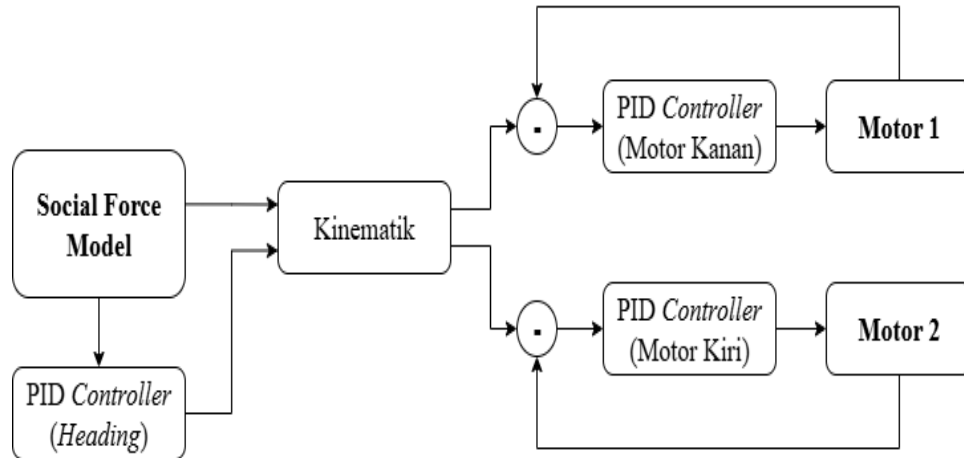 PID Controller
(Motor Kanan)
Motor 1
Social Force
Model
Kinematik
PID Controller
(Motor Kiri)
Motor 2
PID Controller
(Heading)